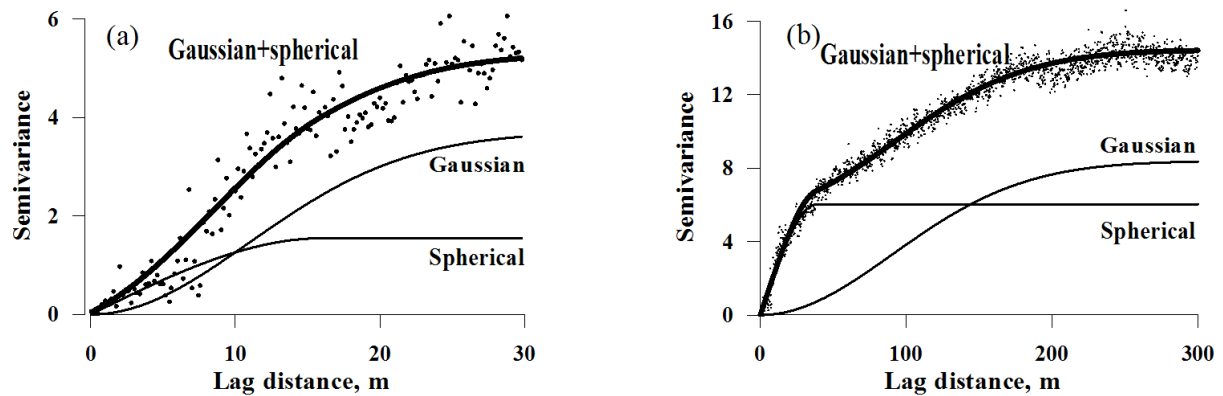 (a)
Gaussian+spherical
Gaussian
Spherical
Semivariance
6
4
2
0
0 10 20 30
Lag distance, m
(b)
Gaussian+spherical
Gaussian
Spherical
Semivariance
16
12
8
4
0
0 100 200 300
Lag distance, m